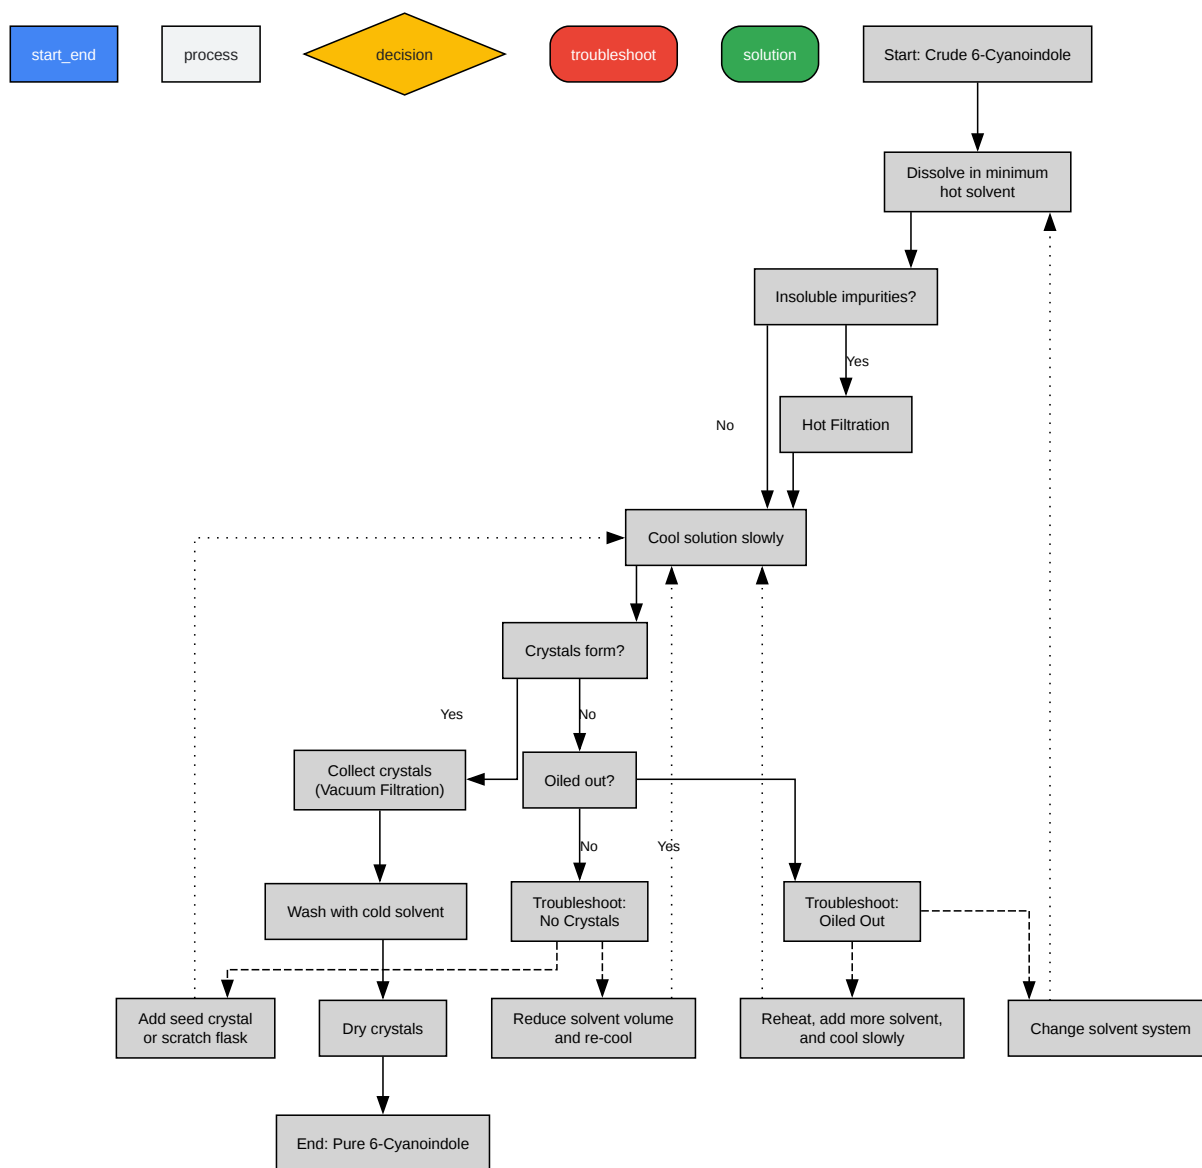 start_end
process
decision
troubleshoot
solution
Start: Crude 6-Cyanoindole
Dissolve in minimum
hot solvent
Insoluble impurities?
Yes
No
Hot Filtration
Cool solution slowly
Crystals form?
Yes
No
Collect crystals
(Vacuum Filtration)
Oiled out?
No
Yes
Wash with cold solvent
Troubleshoot:
No Crystals
Troubleshoot:
Oiled Out
Add seed crystal
or scratch flask
Dry crystals
Reduce solvent volume
and re-cool
Reheat, add more solvent,
and cool slowly
Change solvent system
End: Pure 6-Cyanoindole